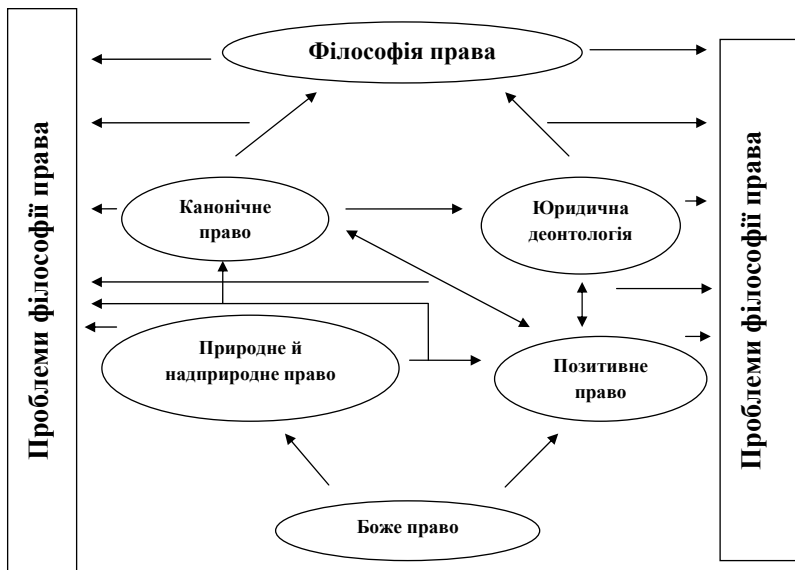 Філософія права
Проблеми філософії права
Проблеми філософії права
Канонічне
право
Юридична
деонтологія
Природне й
надприродне право
Позитивне
право
Боже право